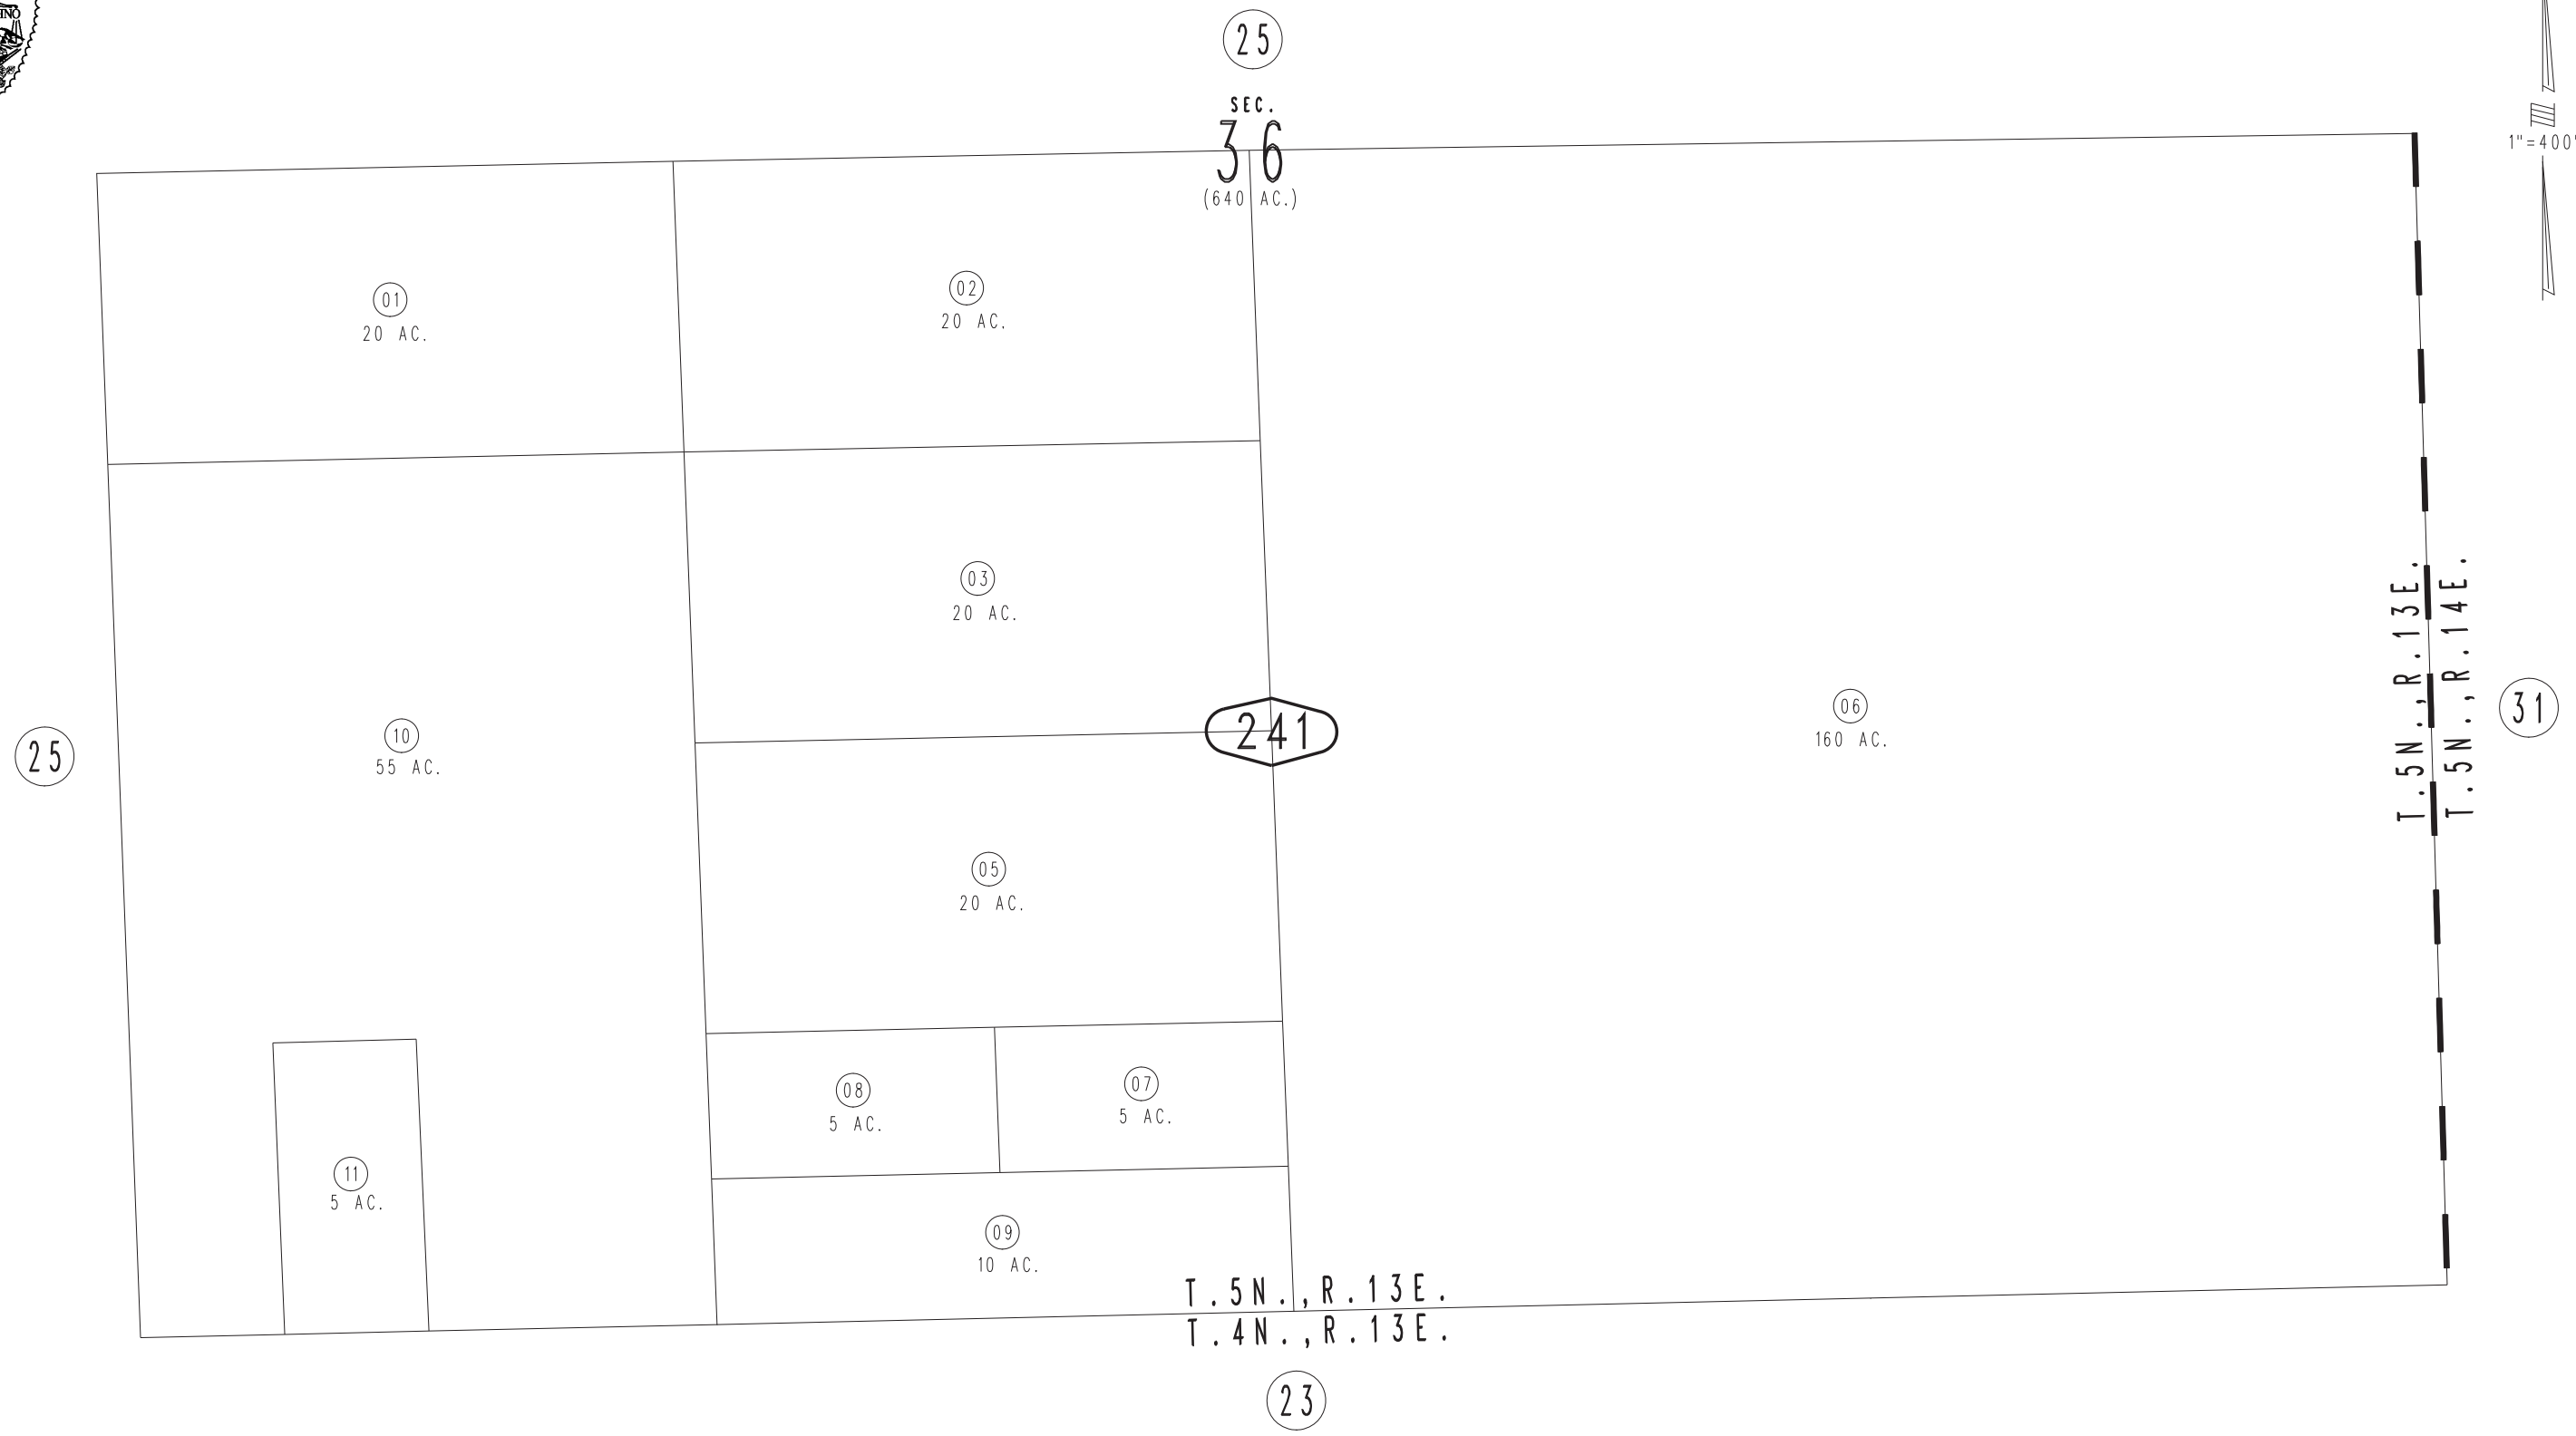 25
SEC.
36
(640 AC.)
1"=400'
01
20 AC.
02
20 AC.
03
20 AC.
10
55 AC.
241
06
160 AC.
T.5N.,R.13E.
T.5N.,R.14E.
25
31
05
20 AC.
08
5 AC.
07
5 AC.
11
5 AC.
09
10 AC.
T.5N.,R.13E.
T.4N.,R.13E.
23